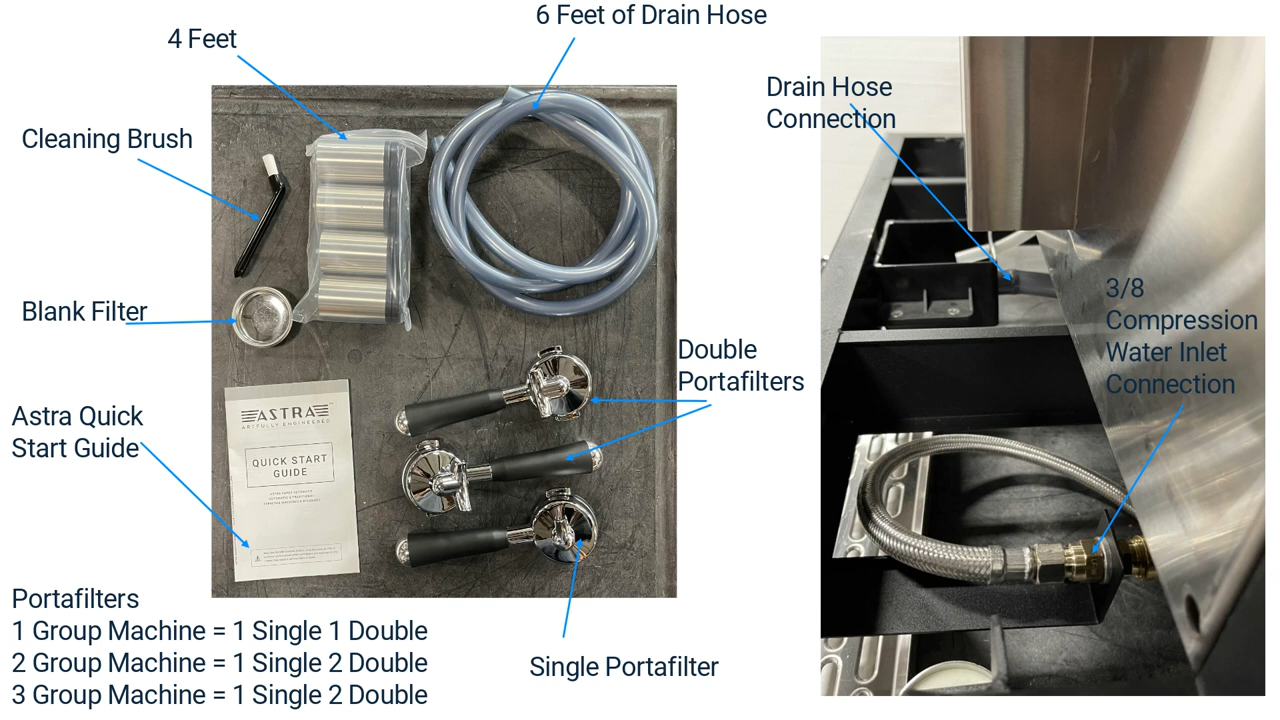 6 Feet of Drain Hose
4 Feet
Drain Hose
Connection
Cleaning Brush
3/8
Compression
Water Inlet
Connection
Blank Filter
Double
Portafilters
Astra Quick
Start Guide
ASTRA
ARTFULLY ENGINEERED
QUICK START
GUIDE
Portafilters
1 Group Machine = 1 Single 1 Double
2 Group Machine = 1 Single 2 Double
3 Group Machine = 1 Single 2 Double
Single Portafilter